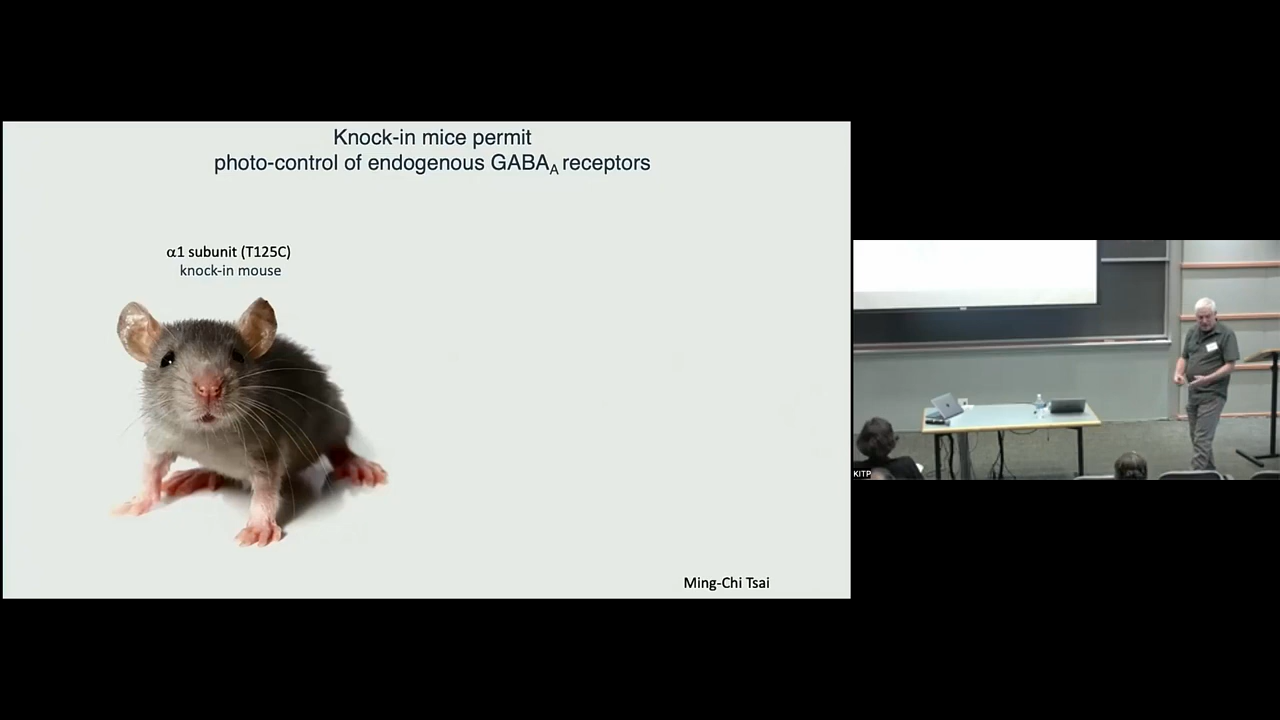 Knock-in mice permit
photo-control of endogenous GABA_A receptors
α1 subunit (T125C)
knock-in mouse
Ming-Chi Tsai
KITP